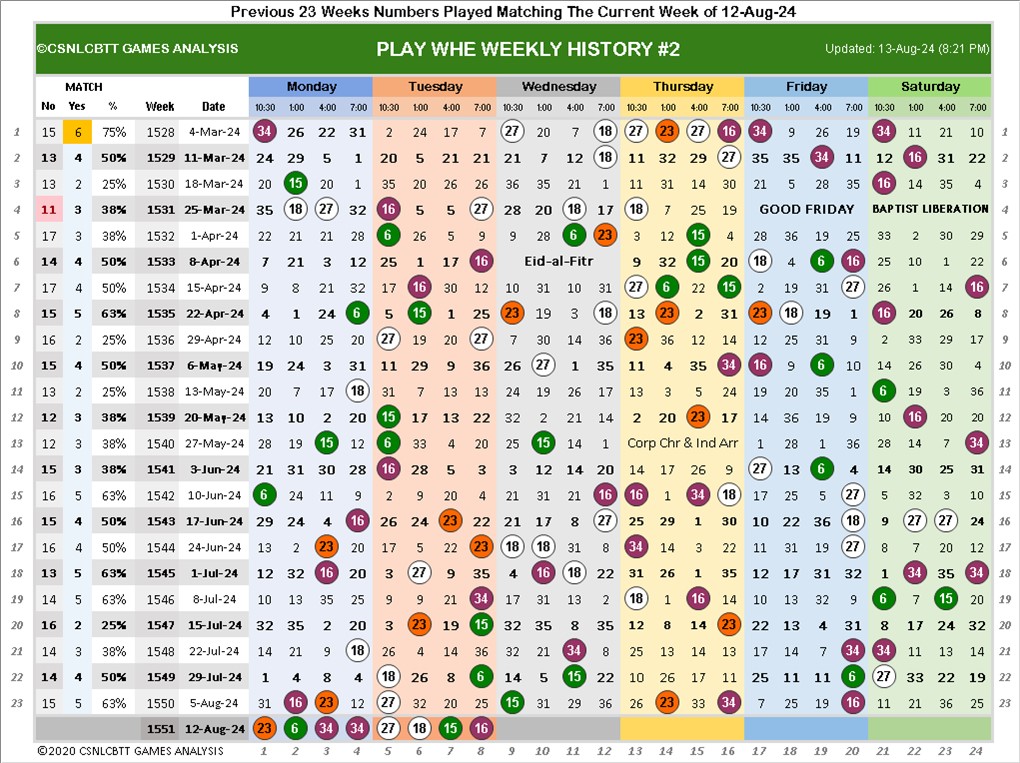 Previous 23 Weeks Numbers Played Matching The Current Week of 12-Aug-24
©CSNLCBTT GAMES ANALYSIS PLAY WHE WEEKLY HISTORY #2 Updated: 13-Aug-24 (8:21 PM)
MATCH Monday Tuesday Wednesday Thursday Friday Saturday
No Yes % Week Date 10:30 1:00 4:00 7:00 10:30 1:00 4:00 8:00 10:30 1:00 4:00 7:00 10:30 1:00 4:00 7:00 10:30 1:00 4:00 7:00 10:30 1:00 4:00 7:00
1 15 6 75% 1528 4-Mar-24 34 26 22 31 2 24 17 7 27 20 7 18 27 23 27 16 34 9 26 19 34 11 21 10 1
2 13 4 50% 1529 11-Mar-24 24 29 5 1 20 5 21 21 21 7 12 18 11 32 29 27 35 35 34 11 12 16 31 22 2
3 13 2 25% 1530 18-Mar-24 20 15 20 1 35 20 26 26 36 35 21 1 11 31 14 30 21 5 28 35 16 14 35 4 3
4 11 3 38% 1531 25-Mar-24 35 18 27 32 16 5 5 27 28 20 18 17 18 7 25 19 GOOD FRIDAY BAPTIST LIBERATION 4
5 17 3 38% 1532 1-Apr-24 22 21 21 28 6 26 5 9 9 28 6 23 3 12 15 4 28 36 19 25 33 2 30 29 5
6 14 4 50% 1533 8-Apr-24 7 21 3 12 25 1 17 16 Eid-al-Fitr 9 32 15 20 18 4 6 16 25 10 1 22 6
7 17 4 50% 1534 15-Apr-24 9 8 21 32 17 16 30 12 10 31 10 31 27 6 22 15 2 19 31 27 26 1 14 16 7
8 15 5 63% 1535 22-Apr-24 4 1 24 6 5 15 1 25 23 19 3 18 13 23 2 31 23 18 19 1 16 20 26 8 8
9 16 2 25% 1536 29-Apr-24 12 10 25 20 27 19 20 27 7 30 14 36 23 36 12 14 12 25 31 9 2 33 29 17 9
10 15 4 50% 1537 6-May-24 19 24 3 31 11 29 9 36 26 27 1 35 11 4 35 34 16 9 6 10 14 26 30 4 10
11 13 2 25% 1538 13-May-24 20 7 17 18 31 7 13 13 24 19 26 17 13 3 5 24 19 20 35 34 6 19 3 36 11
12 12 3 38% 1539 20-May-24 13 10 2 20 15 17 13 22 32 2 21 14 2 20 23 17 14 36 19 9 22 16 20 20 12
13 12 3 38% 1540 27-May-24 28 19 15 12 6 33 4 20 25 15 14 1 Corp Chr & Ind Arr 1 28 1 36 28 14 7 34 13
14 15 3 38% 1541 3-Jun-24 21 31 30 28 16 28 5 3 3 12 14 20 14 17 26 9 27 13 6 4 14 30 25 31 14
15 16 5 63% 1542 10-Jun-24 6 24 11 9 2 9 20 4 21 31 21 16 16 1 34 18 17 25 5 27 5 32 3 10 15
16 15 4 50% 1543 17-Jun-24 29 24 4 16 26 24 23 22 21 17 8 27 25 29 1 30 10 22 36 18 9 27 23 24 16
17 16 4 50% 1544 24-Jun-24 13 2 23 20 17 5 22 23 18 18 31 8 34 14 3 22 11 31 19 27 8 7 20 12 17
18 13 5 63% 1545 1-Jul-24 12 32 16 20 3 27 9 35 4 16 18 22 31 26 1 35 12 17 31 32 1 34 35 34 18
19 14 5 63% 1546 8-Jul-24 10 13 35 25 9 9 21 34 17 31 13 2 18 1 16 14 10 13 32 9 6 7 15 19 19
20 16 2 25% 1547 15-Jul-24 32 35 2 20 3 23 19 15 32 35 8 35 12 8 14 23 22 13 4 31 8 17 24 32 20
21 14 3 38% 1548 22-Jul-24 14 21 9 18 26 4 14 36 22 21 34 8 25 13 14 13 17 14 7 34 34 11 13 14 21
22 14 4 50% 1549 29-Jul-24 1 4 8 4 18 26 8 6 14 5 15 22 10 26 17 11 25 11 11 6 27 33 22 19 22
23 15 5 63% 1550 5-Aug-24 31 16 23 12 27 32 20 25 15 31 29 36 26 23 33 34 28 7 19 16 11 21 36 25 23
1551 12-Aug-24 23 6 34 34 27 18 15 16
©2020 CSNLCBTT GAMES ANALYSIS 1 2 3 4 5 6 7 8 9 10 11 12 13 14 15 16 17 18 19 20 21 22 23 24